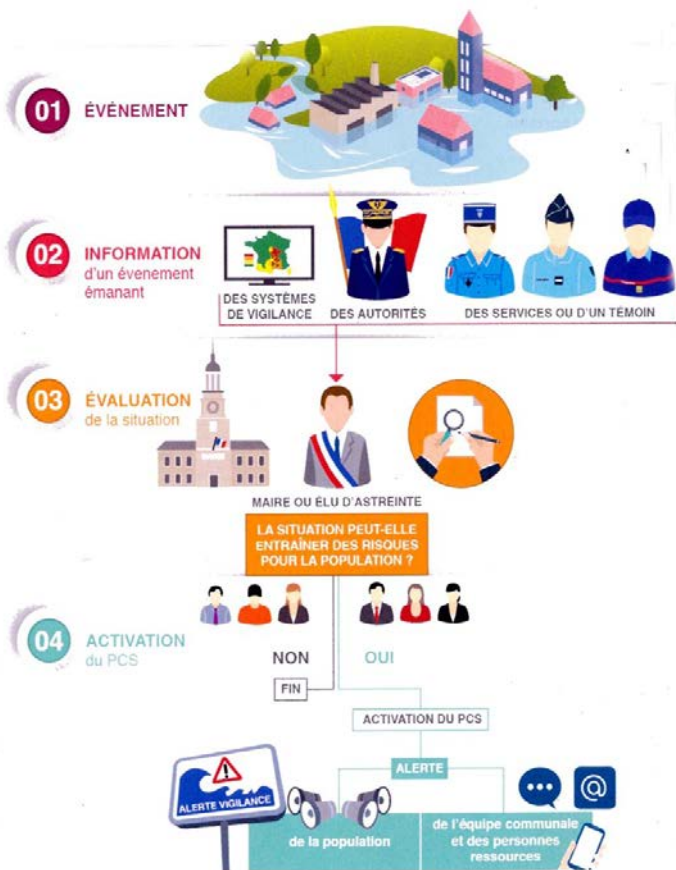 01
ÉVÉNEMENT
02
INFORMATION
d'un évenement
émanant
DES SYSTÈMES
DE VIGILANCE
DES AUTORITÉS
DES SERVICES OU D'UN TÉMOIN
03
ÉVALUATION
de la situation
MAIRE OU ÉLU D'ASTREINTE
LA SITUATION PEUT-ELLE
ENTRAÎNER DES RISQUES
POUR LA POPULATION ?
04
ACTIVATION
du PCS
NON
OUI
FIN
ACTIVATION DU PCS
ALERTE
ALERTE VIGILANCE
@
de la population
de l'équipe communale
et des personnes
ressources